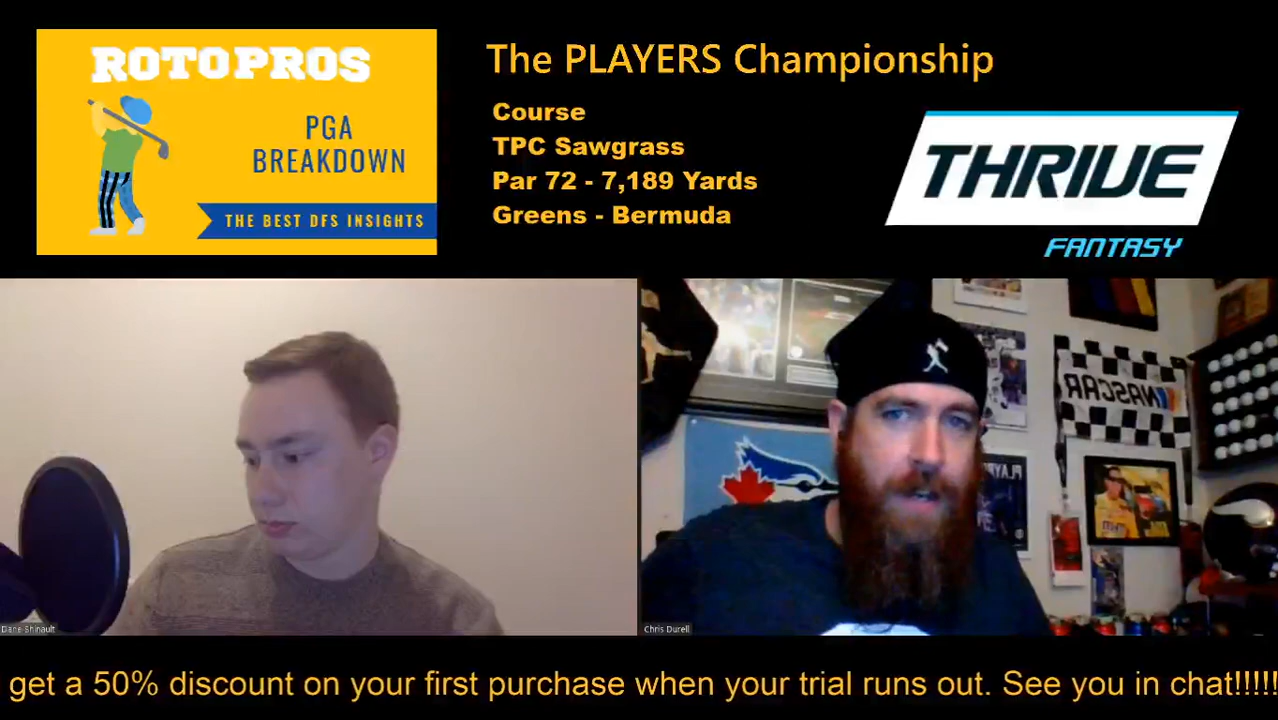 ROTOPROS
PGA
BREAKDOWN
THE BEST DFS INSIGHTS
The PLAYERS Championship
Course
TPC Sawgrass
Par 72 - 7,189 Yards
Greens - Bermuda
THRIVE
FANTASY
NASCAR
PLAY
Dane Shinault
Chris Durell
get a 50% discount on your first purchase when your trial runs out. See you in chat!!!!!